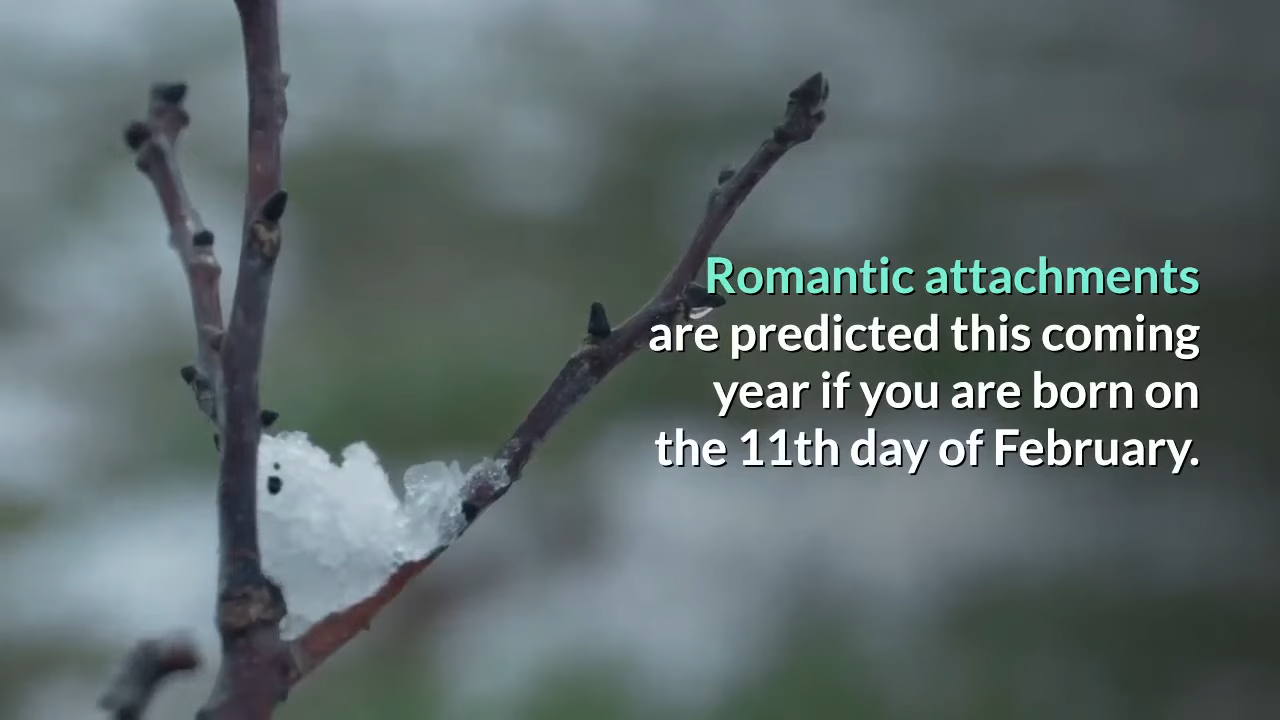 Romantic attachments
are predicted this coming
year if you are born on
the 11th day of February.